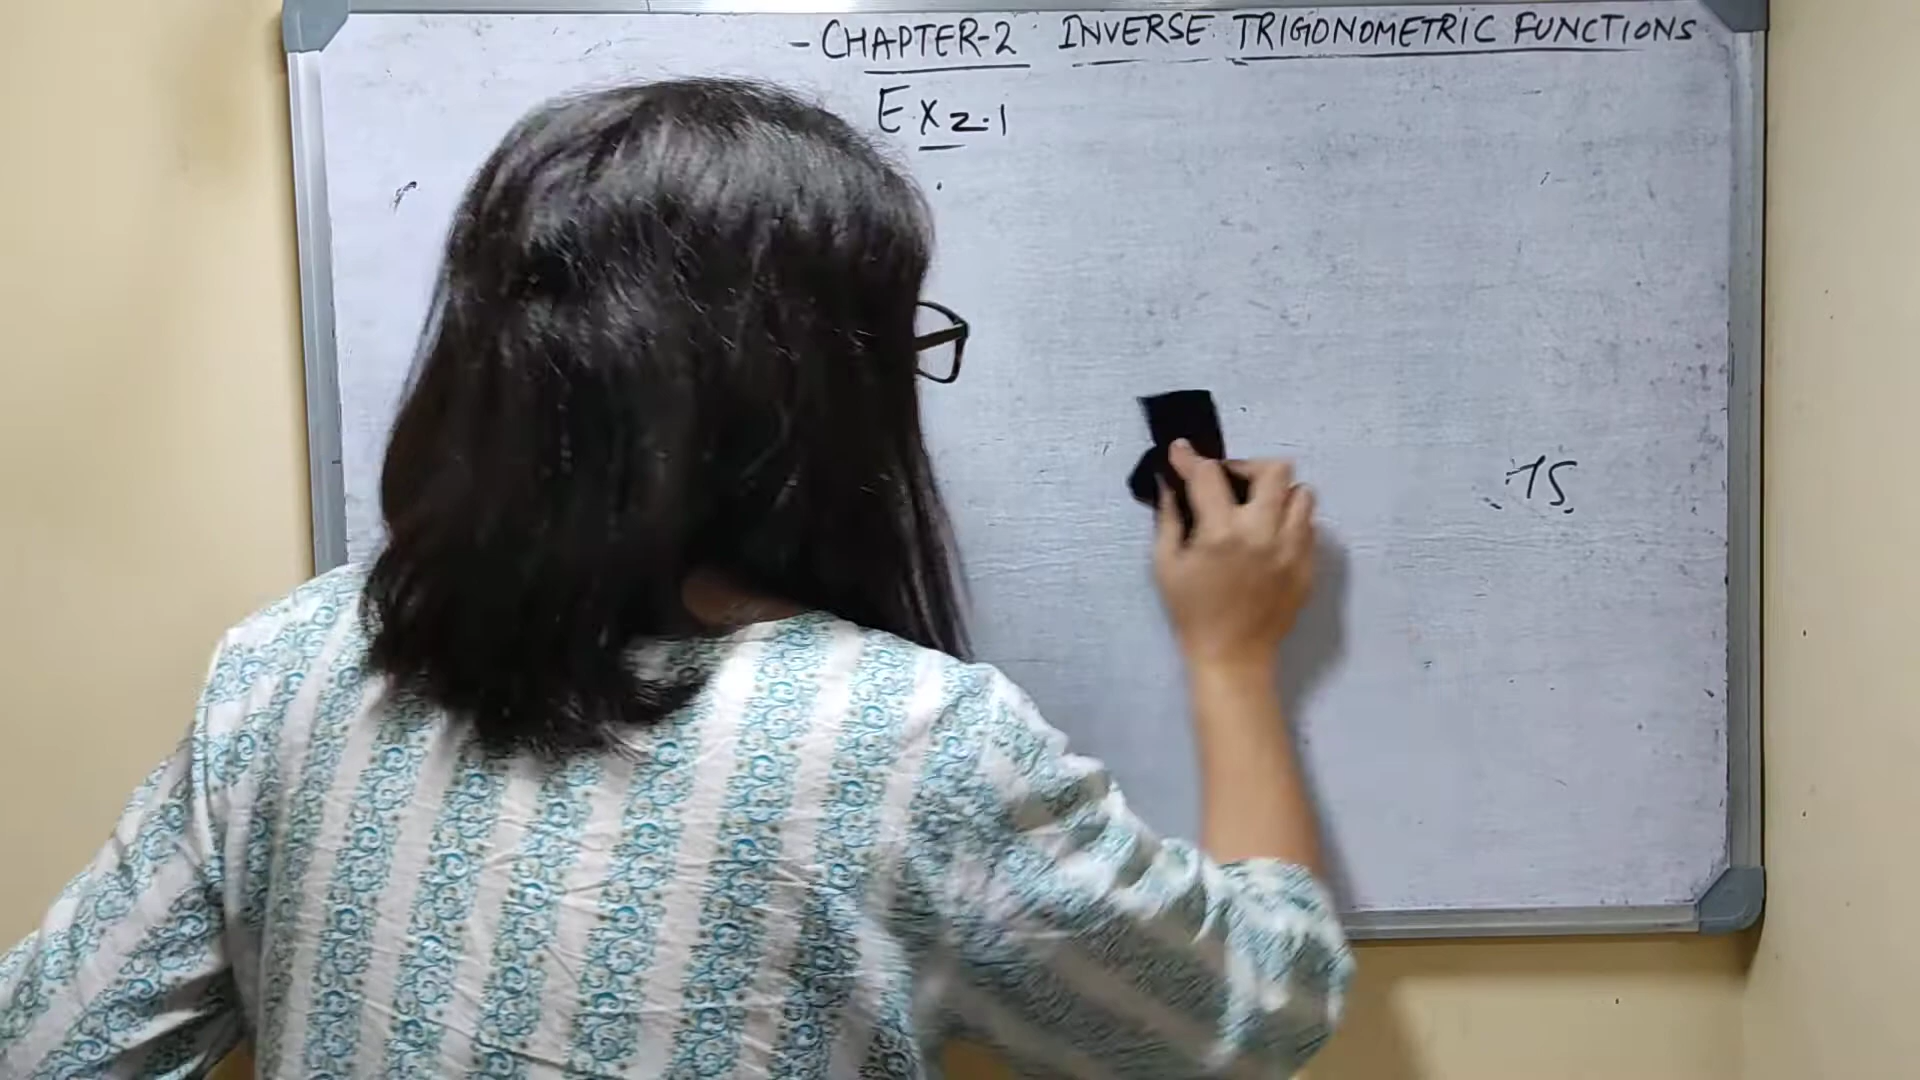 - CHAPTER-2 INVERSE TRIGONOMETRIC FUNCTIONS
Ex 2.1